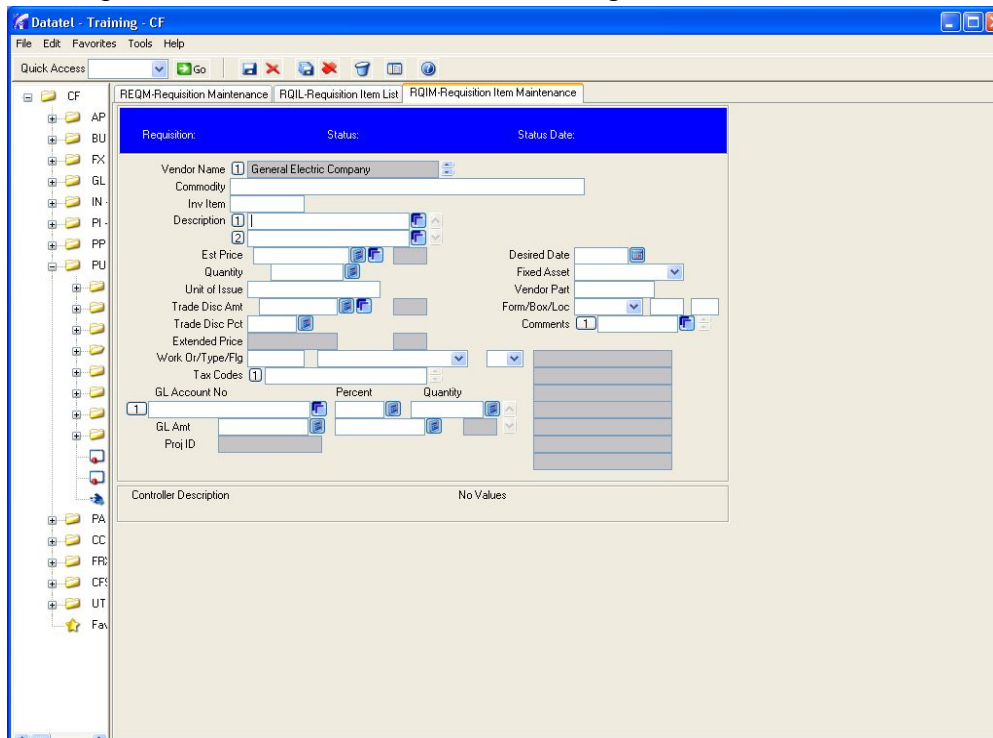 Datatel - Training - CF
File Edit Favorites Tools Help
Quick Access Go
CF
AP
BU
FX
GL
IN -
PI -
PP
PU
PA
CC
FRX
CFS
UT
Fav
REQM-Requisition Maintenance RQIL-Requisition Item List RQIM-Requisition Item Maintenance
Requisition: Status: Status Date:
Vendor Name 1 General Electric Company
Commodity
Inv Item
Description 1
2
Est Price Desired Date
Quantity Fixed Asset
Unit of Issue Vendor Part
Trade Disc Amt Form/Box/Loc
Trade Disc Pct Comments 1
Extended Price
Work Or/Type/Flg
Tax Codes 1
GL Account No Percent Quantity
1
GL Amt
Proj ID
Controller Description No Values